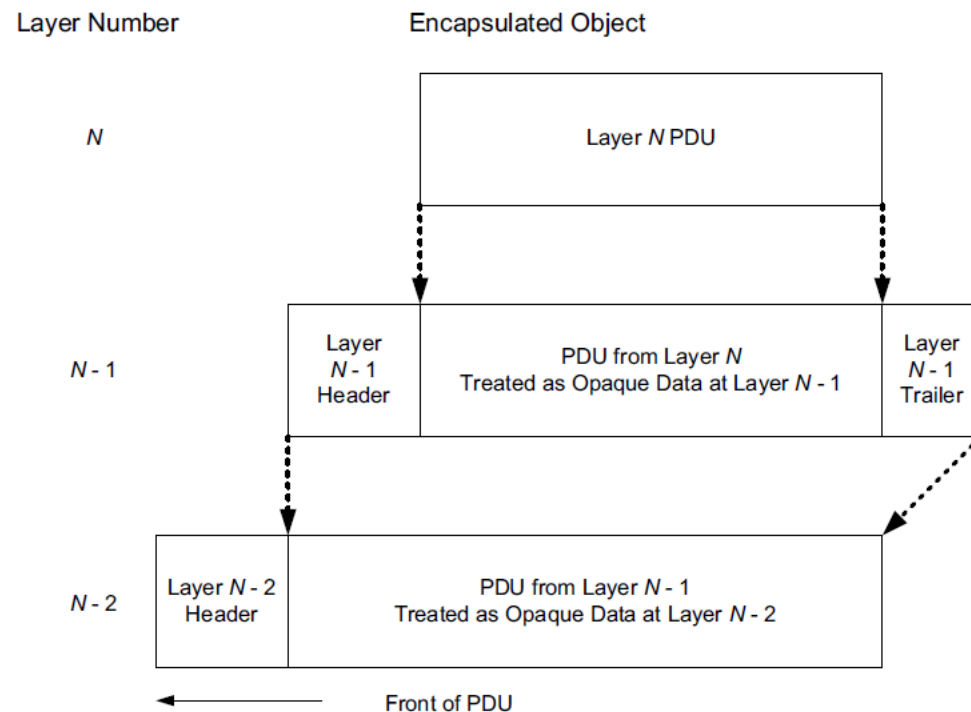 Layer Number
Encapsulated Object
N
Layer N PDU
N - 1
Layer
N - 1
Header
PDU from Layer N
Treated as Opaque Data at Layer N - 1
Layer
N - 1
Trailer
N - 2
Layer N - 2
Header
PDU from Layer N - 1
Treated as Opaque Data at Layer N - 2
Front of PDU